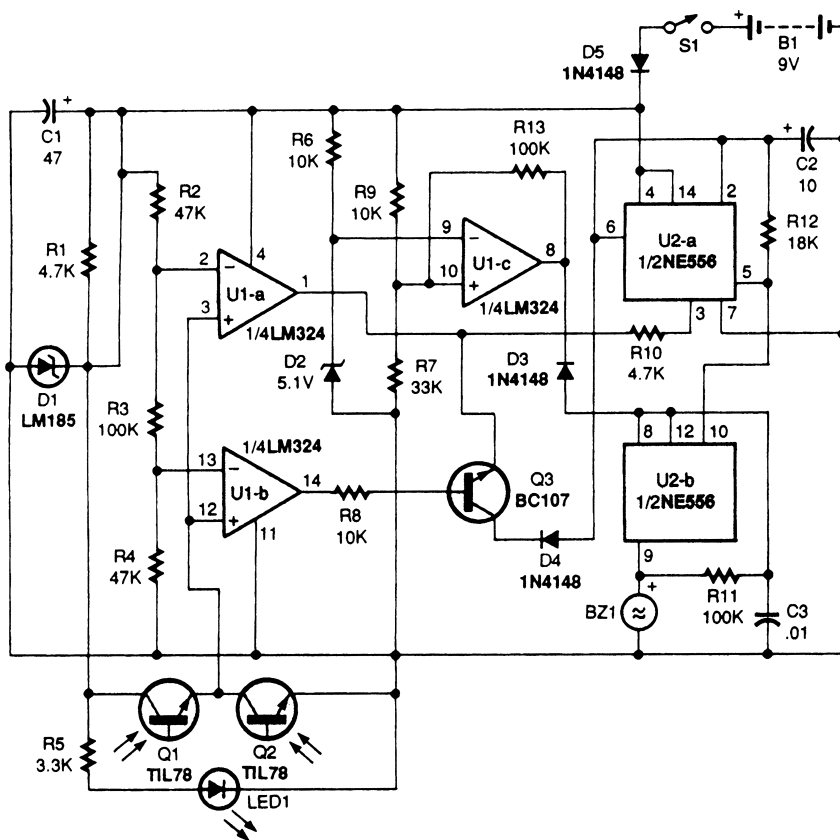 S1
+
B1
9V
D5
1N4148
+
C1
47
R6
10K
R13
100K
+
C2
10
R2
47K
R9
10K
4
14
2
R1
4.7K
9
−
8
U1-c
10
+
6
U2-a
1/2NE556
R12
18K
5
2
−
4
U1-a
1
3
+
1/4LM324
1/4LM324
3
7
D2
5.1V
R7
33K
D3
1N4148
R10
4.7K
D1
LM185
R3
100K
1/4LM324
8
12
10
13
−
14
U1-b
12
+
11
R8
10K
Q3
BC107
U2-b
1/2NE556
R4
47K
D4
1N4148
9
+
BZ1
≈
R11
100K
C3
.01
R5
3.3K
Q1
TIL78
Q2
TIL78
LED1